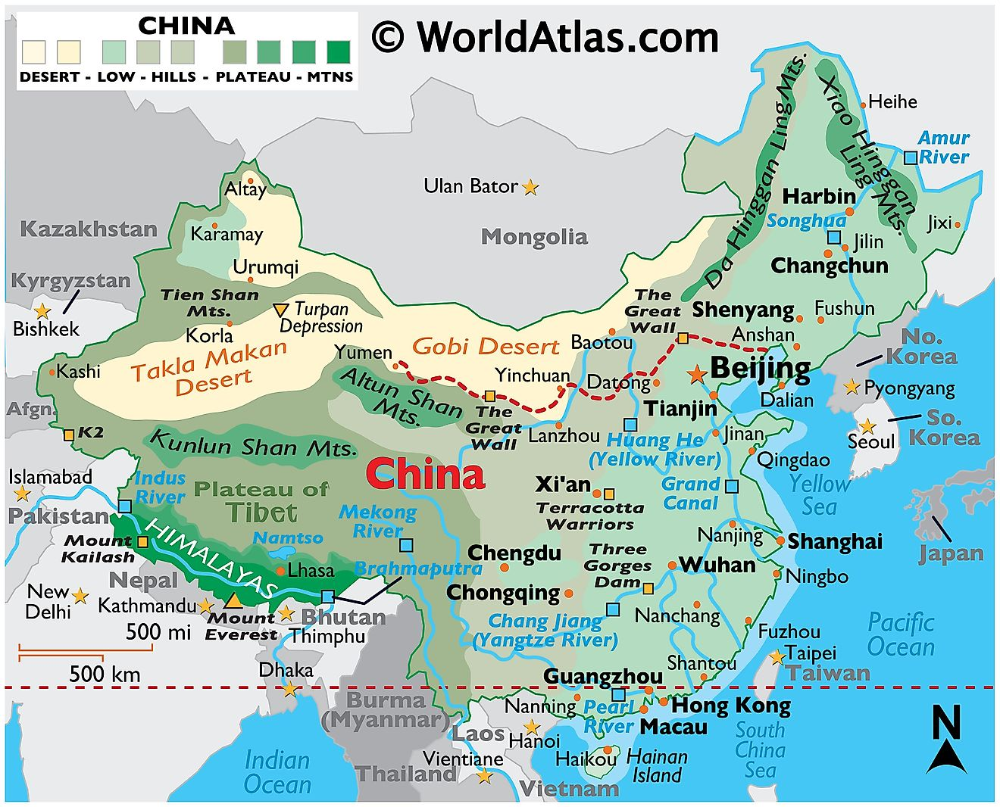 CHINA
DESERT - LOW - HILLS - PLATEAU - MTNS
© WorldAtlas.com
Da Hinggan Ling Mts.
Xiao Hinggan
Ling Mts.
Heihe
Amur
River
Ulan Bator
Mongolia
Altay
Kazakhstan
Karamay
Harbin
Songhua
Jixi
Jilin
Changchun
Urumqi
Kyrgyzstan
Bishkek
Tien Shan
Mts.
Turpan
Depression
Korla
The
Great
Wall
Shenyang
Fushun
Anshan
No.
Korea
Takla Makan
Desert
Yumen
Gobi Desert
Baotou
Kashi
Yinchuan
Datong
Beijing
Dalian
Pyongyang
Afgn.
Altun Shan
Mts.
The
Great
Wall
Tianjin
Lanzhou
Huang He
(Yellow River)
Jinan
Seoul
So.
Korea
K2
Kunlun Shan Mts.
China
Qingdao
Yellow
Sea
Islamabad
Indus
River
Plateau of
Tibet
Xi'an
Terracotta
Warriors
Grand
Canal
Pakistan
Mekong
River
HIMALAYAS
Mount
Kailash
Namtso
Nanjing
Shanghai
Japan
Chengdu
Three
Gorges
Dam
Wuhan
Lhasa
Brahmaputra
Ningbo
Nepal
New
Delhi
Kathmandu
Chongqing
Mount
Everest
Bhutan
Thimphu
Chang Jiang
(Yangtze River)
Nanchang
Fuzhou
Pacific
Ocean
500 mi
500 km
Dhaka
Shantou
Taipei
Taiwan
Guangzhou
Burma
(Myanmar)
Nanning
Pearl
River
Hong Kong
Macau
Laos
Hanoi
South
China
Sea
N
Indian
Ocean
Vientiane
Haikou
Hainan
Island
Thailand
Vietnam